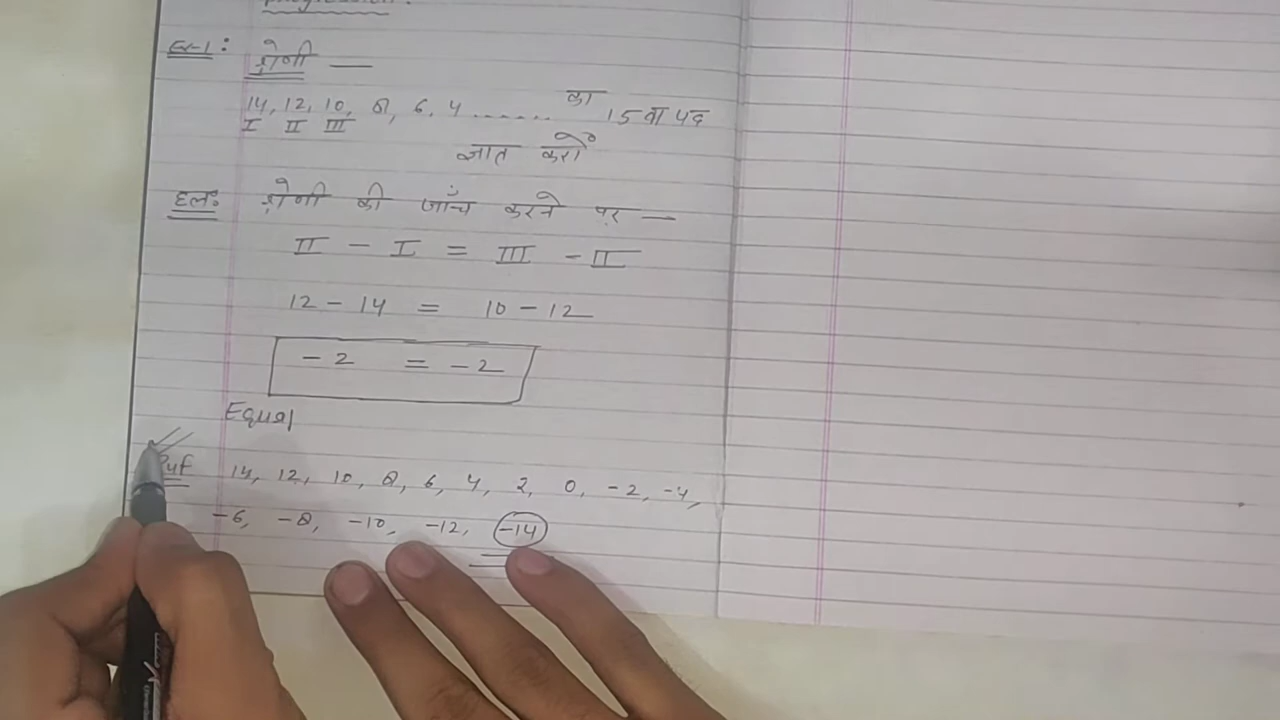 progression.
Ex-1: श्रेणी —
का
14, 12, 10, 8, 6, 4 ....... 15 वा पद
I II III
ज्ञात करो
हलः श्रेणी की जाँच करने पर —
II - I = III - II
12 - 14 = 10 - 12
- 2 = - 2
Equal
14, 12, 10, 8, 6, 4, 2, 0, -2, -4,
-6, -8, -10, -12, -14